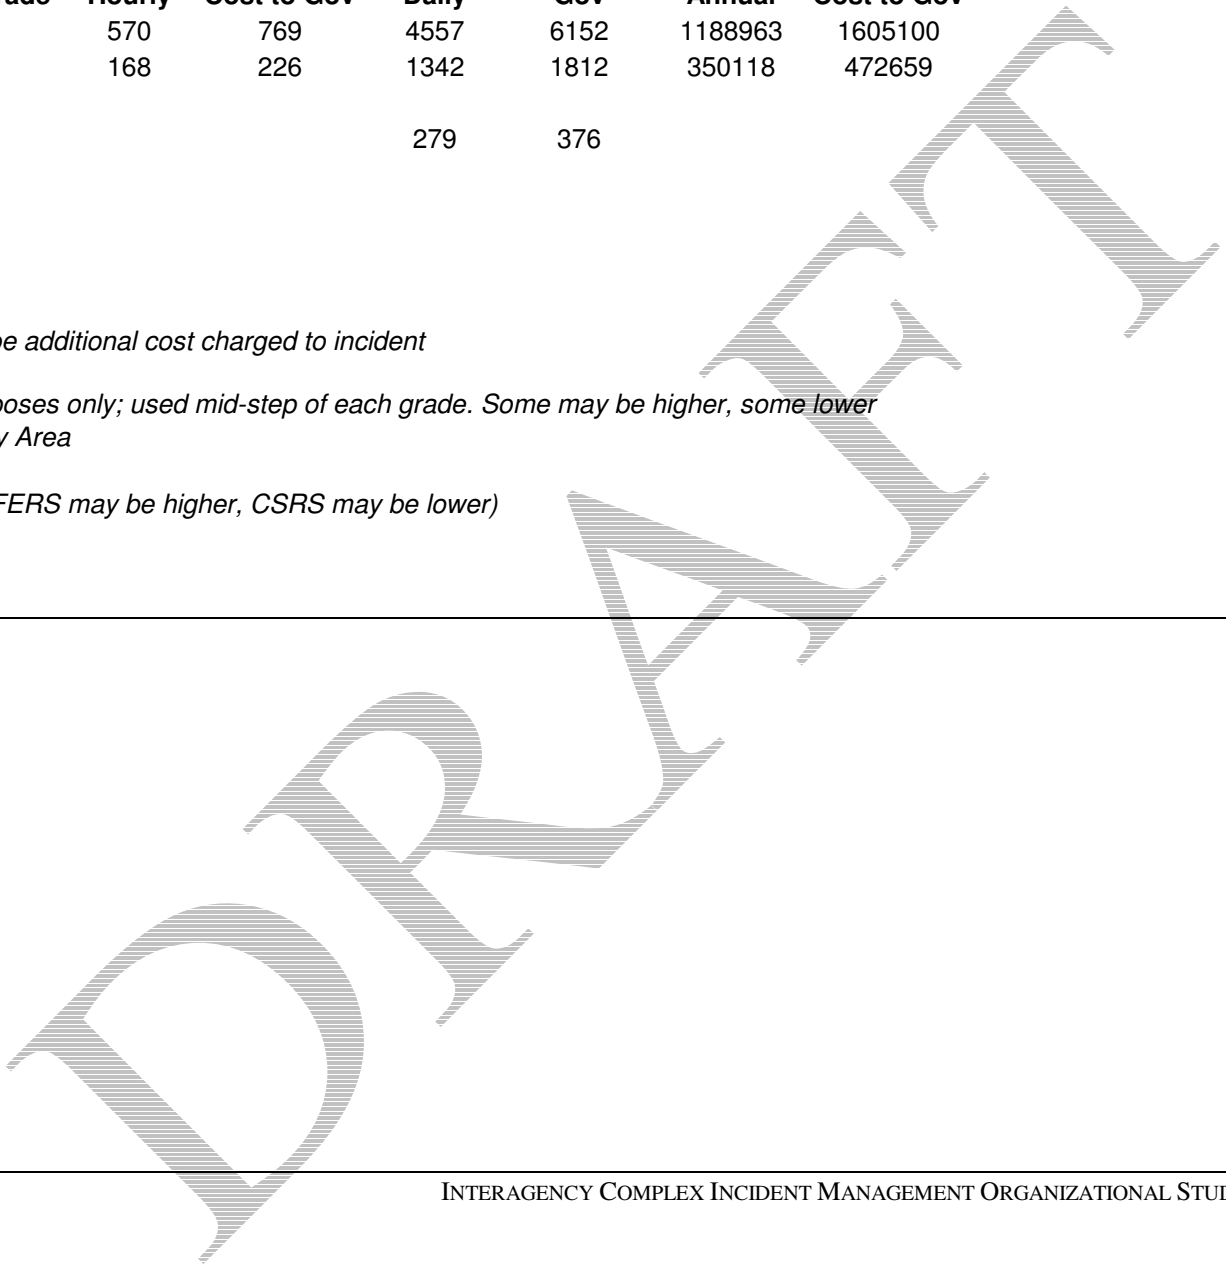 Hourly Cost to Gov Daily Gov Annual Cost to Gov
570 769 4557 6152 1188963 1605100
168 226 1342 1812 350118 472659
279 376
additional cost charged to incident
only; used mid-step of each grade. Some may be higher, some lower
Area
FERS may be higher, CSRS may be lower)
DRAFT
INTERAGENCY COMPLEX INCIDENT MANAGEMENT ORGANIZATIONAL